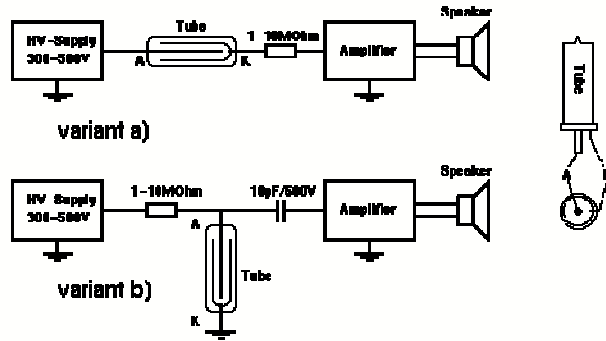 Speaker
Tube
HV-Supply
300-500V
A
K
1-10MOhm
Amplifier
Tube
A
variant a)
Speaker
HV Supply
300-500V
1-10MOhm
10pF/500V
Amplifier
A
Tube
K
variant b)